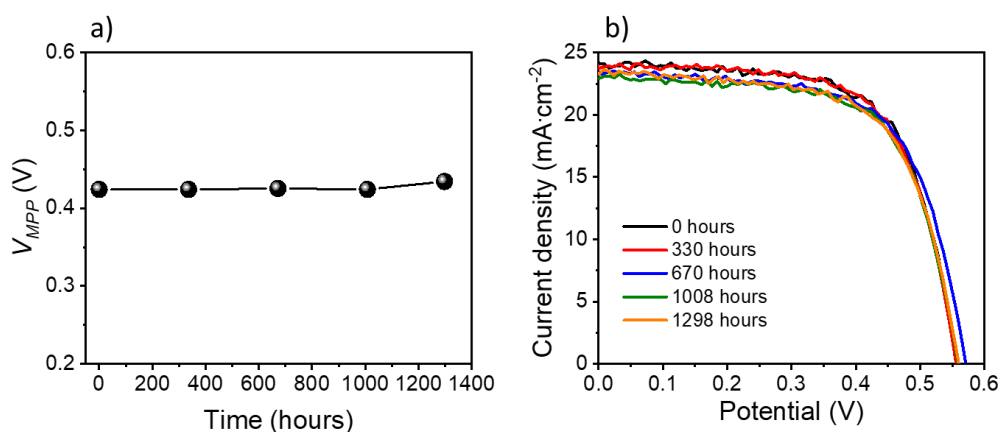 a)
0.6
0.5
0.4
0.3
0.2
V_MPP (V)
0 200 400 600 800 1000 1200 1400
Time (hours)
b)
25
20
15
10
5
0
Current density (mA·cm⁻²)
0 hours
330 hours
670 hours
1008 hours
1298 hours
0.0 0.1 0.2 0.3 0.4 0.5 0.6
Potential (V)